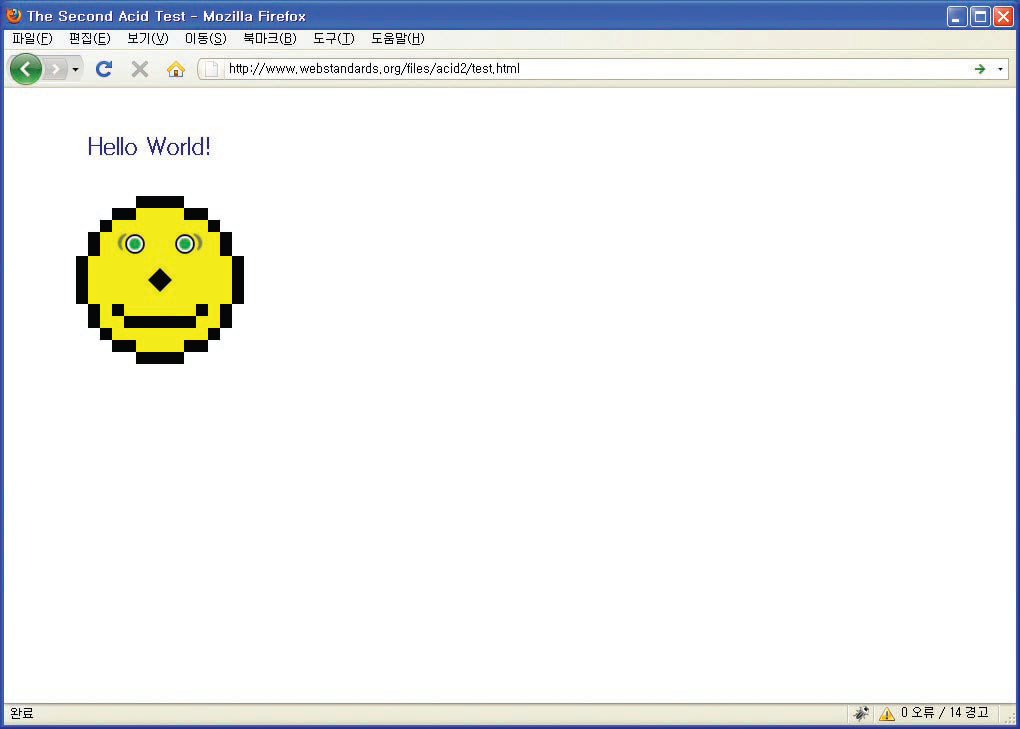 The Second Acid Test - Mozilla Firefox
파일(F) 편집(E) 보기(V) 이동(S) 북마크(B) 도구(T) 도움말(H)
http://www.webstandards.org/files/acid2/test.html
Hello World!
완료 0 오류 / 14 경고